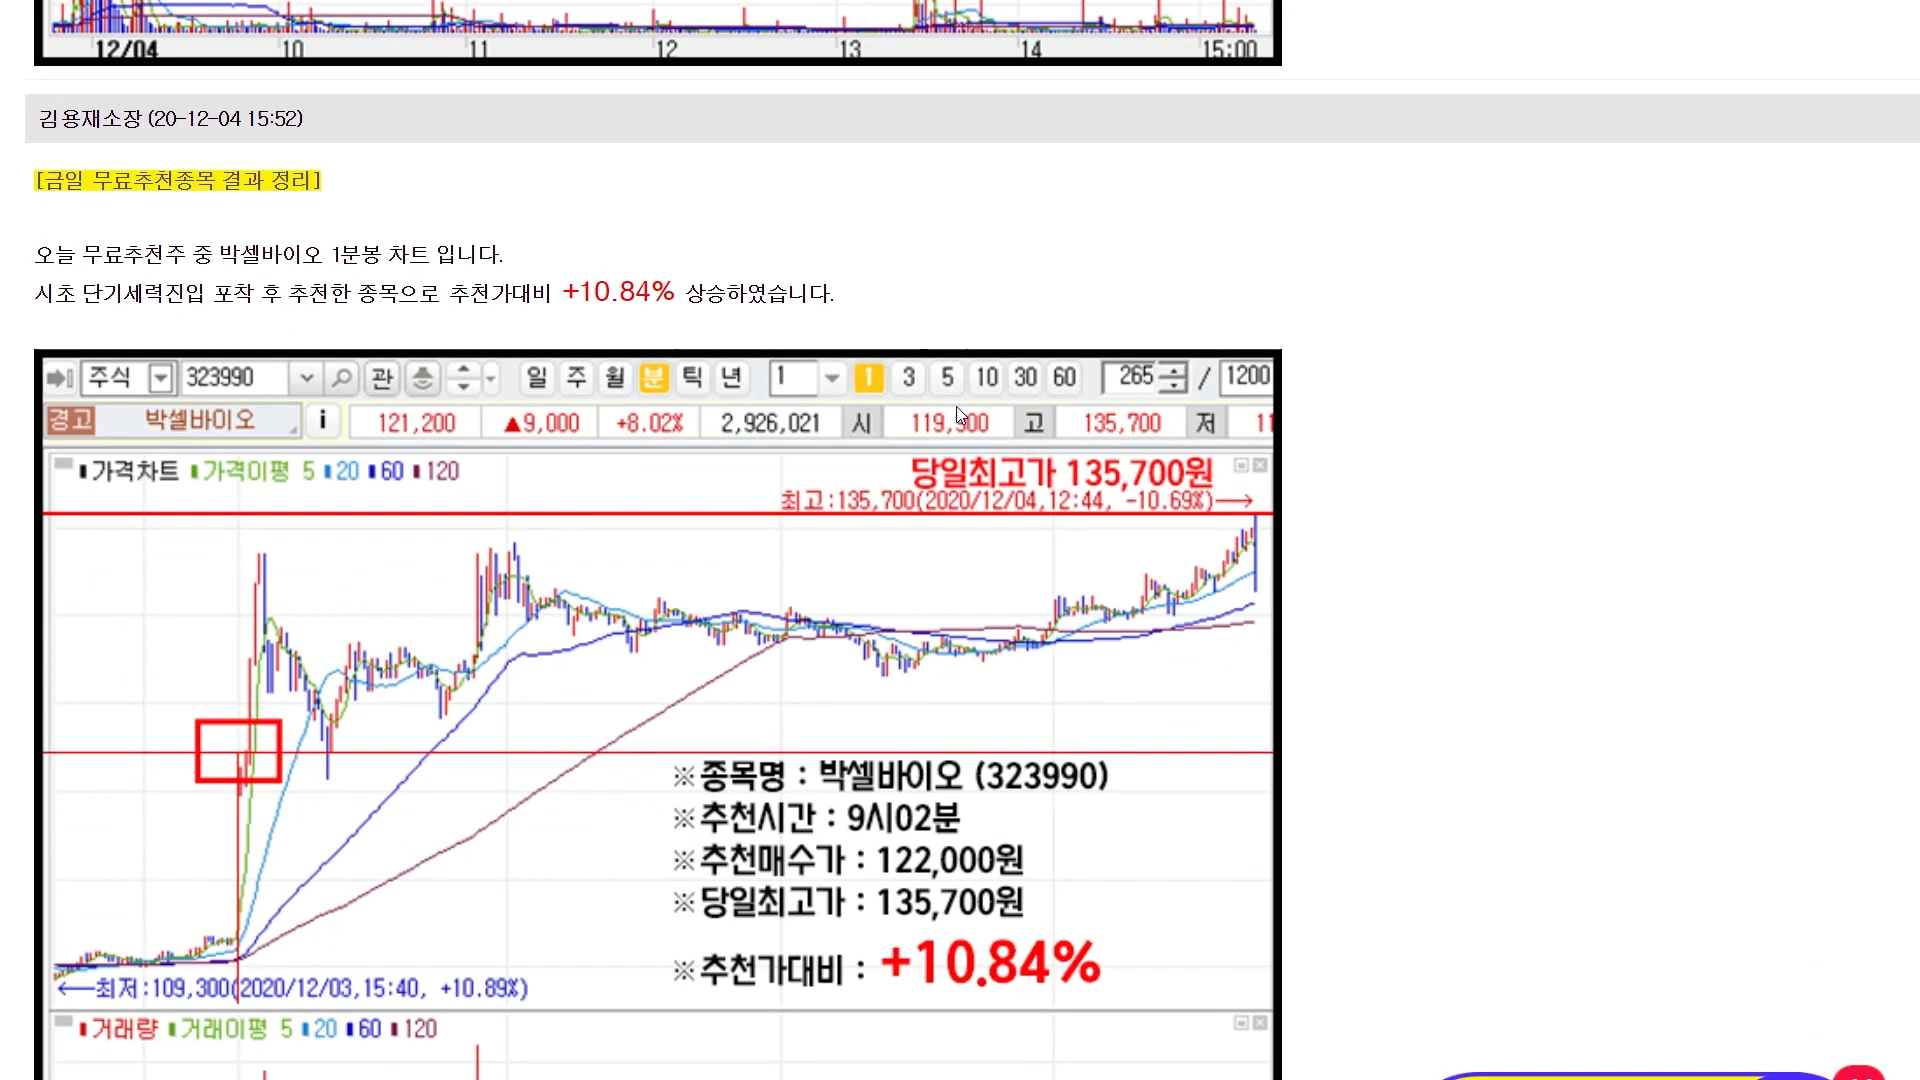 12/04 10 11 12 13 14 15:00
김용재소장 (20-12-04 15:52)
[금일 무료추천종목 결과 정리]
오늘 무료추천주 중 박셀바이오 1분봉 차트 입니다.
시초 단기세력진입 포착 후 추천한 종목으로 추천가대비 +10.84% 상승하였습니다.
주식 323990 관 일 주 월 분 틱 년 1 1 3 5 10 30 60 265 / 1200
경고 박셀바이오 i 121,200 ▲9,000 +8.02% 2,926,021 시 119,300 고 135,700 저 11
가격차트 가격이평 5 20 60 120
당일최고가 135,700원
최고:135,700(2020/12/04,12:44, -10.69%)→
※종목명 : 박셀바이오 (323990)
※추천시간 : 9시02분
※추천매수가 : 122,000원
※당일최고가 : 135,700원
※추천가대비 : +10.84%
←최저:109,300(2020/12/03,15:40, +10.89%)
거래량 거래이평 5 20 60 120